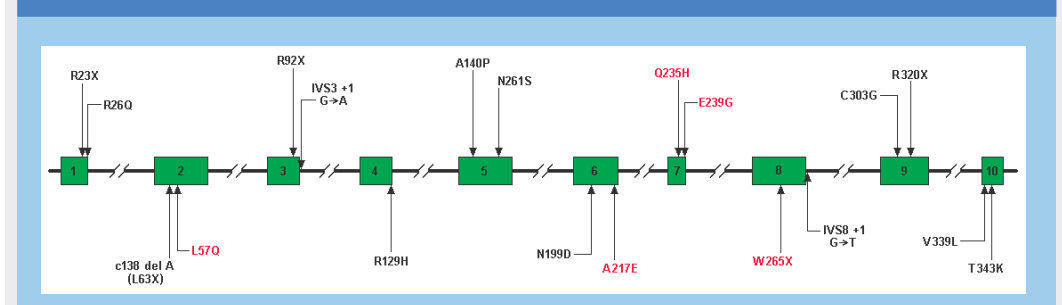 R23X
R26Q
R92X
IVS3 +1
G→A
A140P
N261S
Q235H
E239G
C303G
R320X
1
2
3
4
5
6
7
8
9
10
c138 del A
(L63X)
L57Q
R129H
N199D
A217E
W265X
IVS8 +1
G→T
V339L
T343K